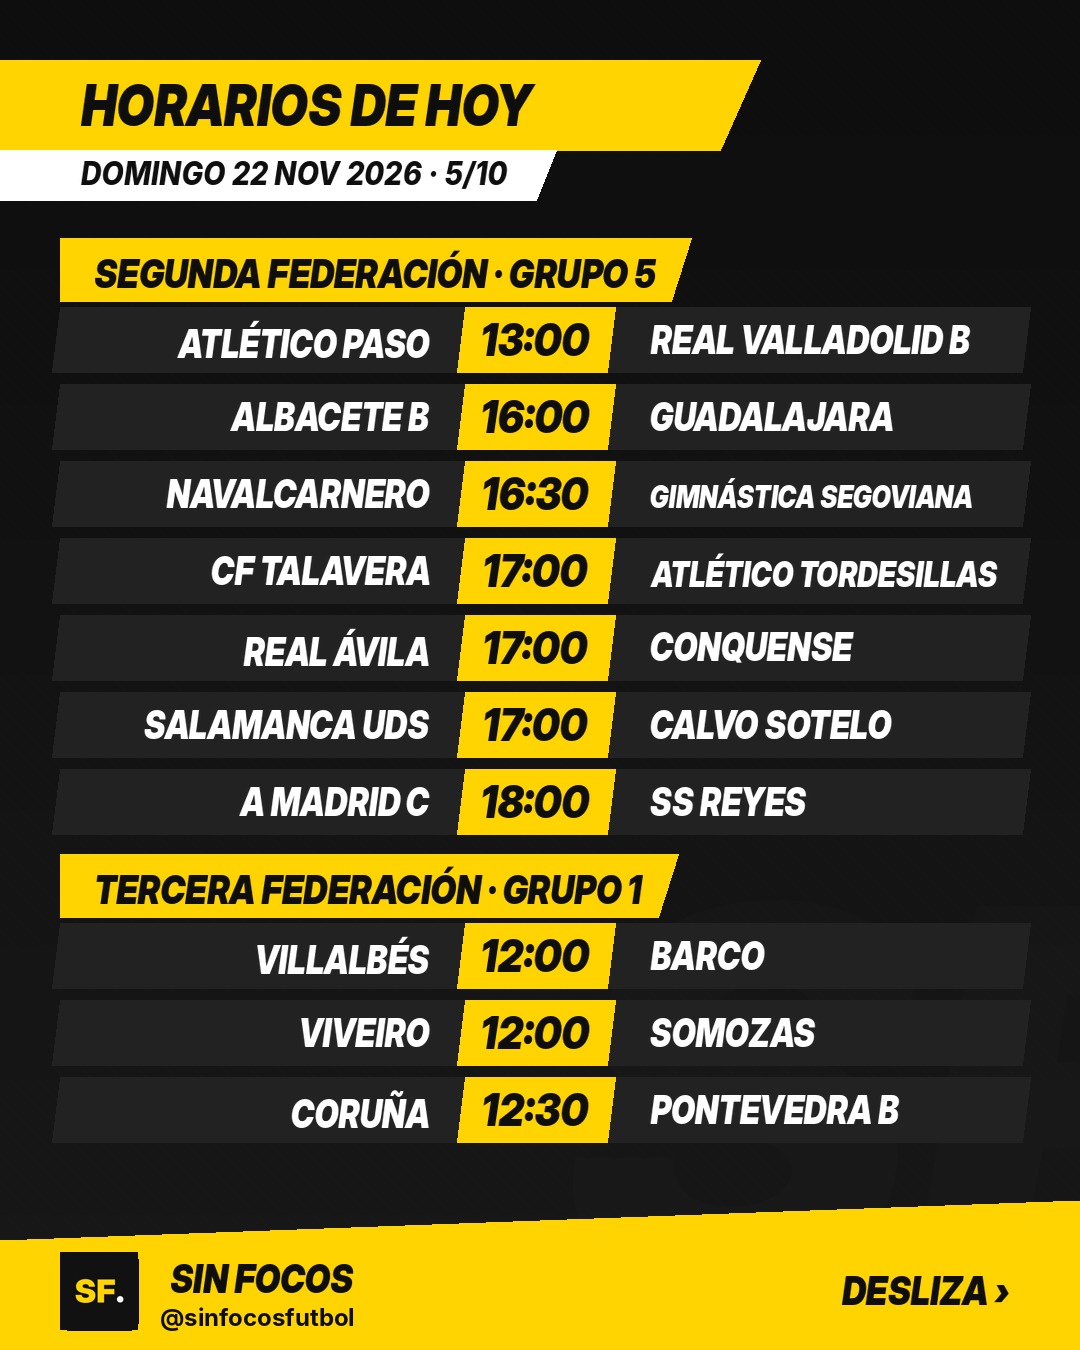 HORARIOS DE HOY
DOMINGO 22 NOV 2026 · 5/10
SEGUNDA FEDERACIÓN · GRUPO 5
ATLÉTICO PASO 13:00 REAL VALLADOLID B
ALBACETE B 16:00 GUADALAJARA
NAVALCARNERO 16:30 GIMNÁSTICA SEGOVIANA
CF TALAVERA 17:00 ATLÉTICO TORDESILLAS
REAL ÁVILA 17:00 CONQUENSE
SALAMANCA UDS 17:00 CALVO SOTELO
A MADRID C 18:00 SS REYES
TERCERA FEDERACIÓN · GRUPO 1
VILLALBÉS 12:00 BARCO
VIVEIRO 12:00 SOMOZAS
CORUÑA 12:30 PONTEVEDRA B
SF. SIN FOCOS
@sinfocosfutbol
DESLIZA ›